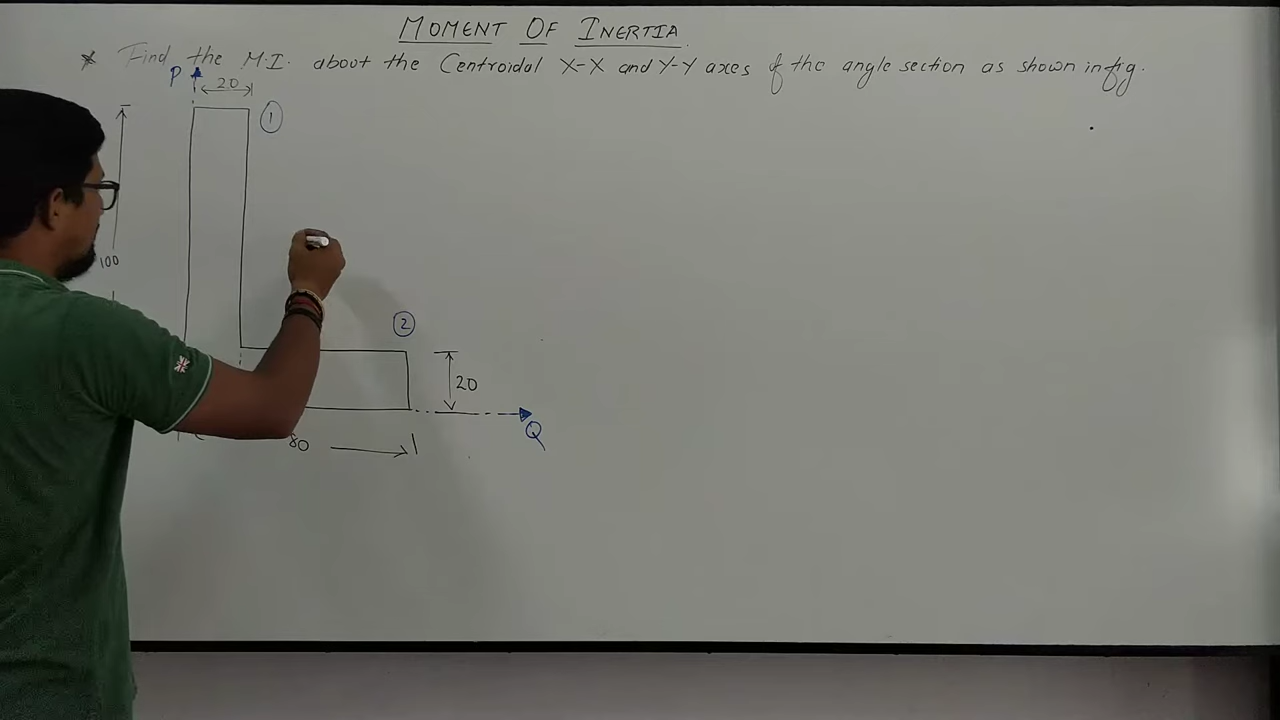 MOMENT OF INERTIA
* Find the M.I. about the Centroidal X-X and Y-Y axes of the angle section as shown in fig.
P
20
1
100
2
20
Q
80